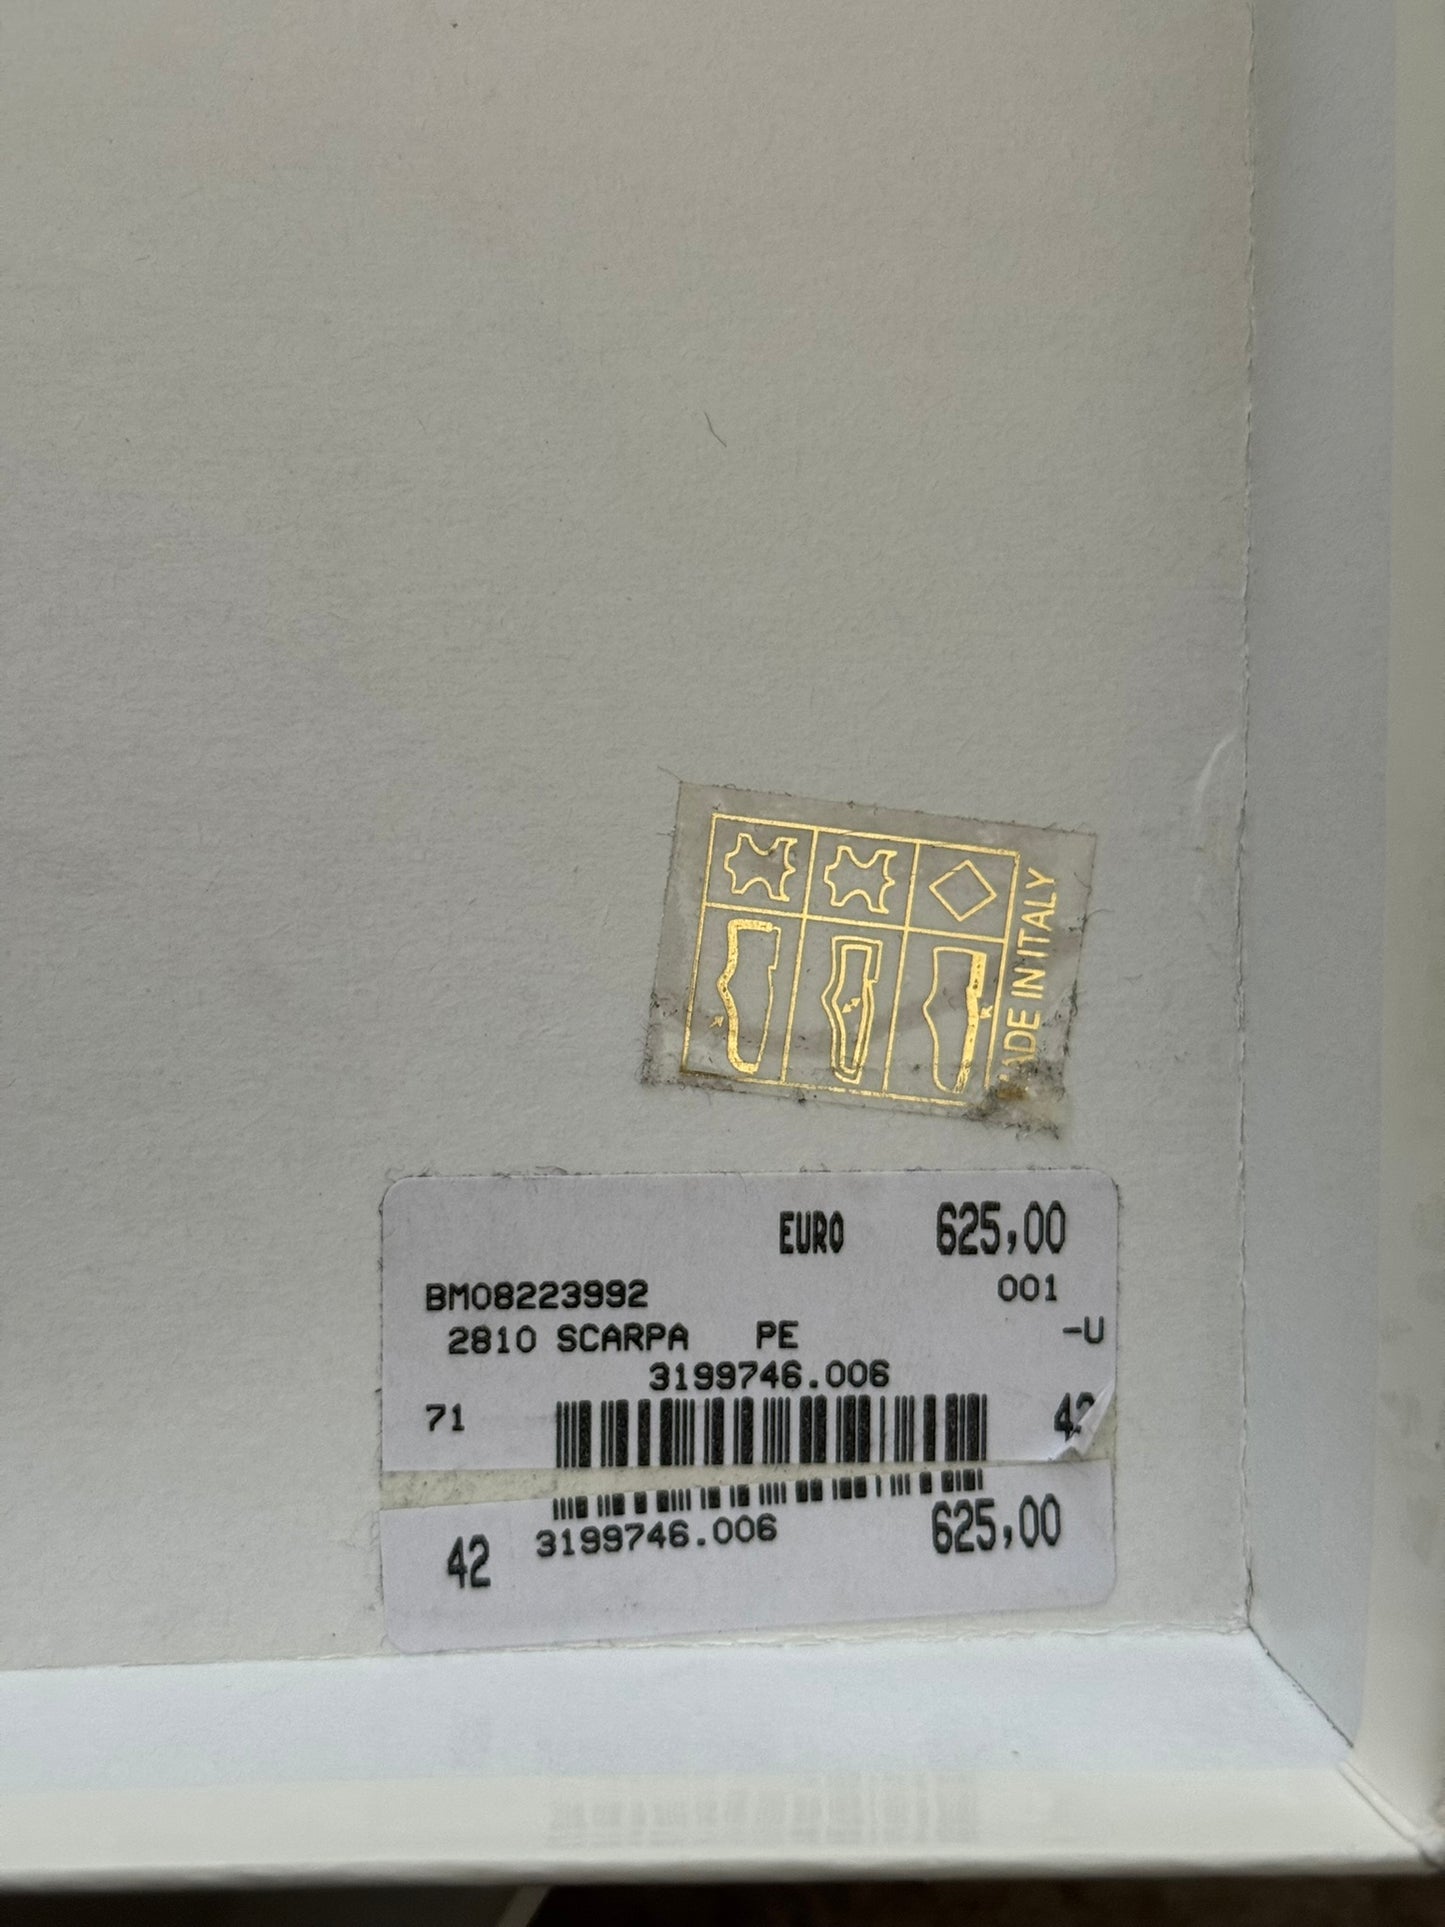 MADE IN ITALY
EURO 625,00
BM08223992 001
2810 SCARPA PE -U
3199746.006
71 42
42 3199746.006 625,00